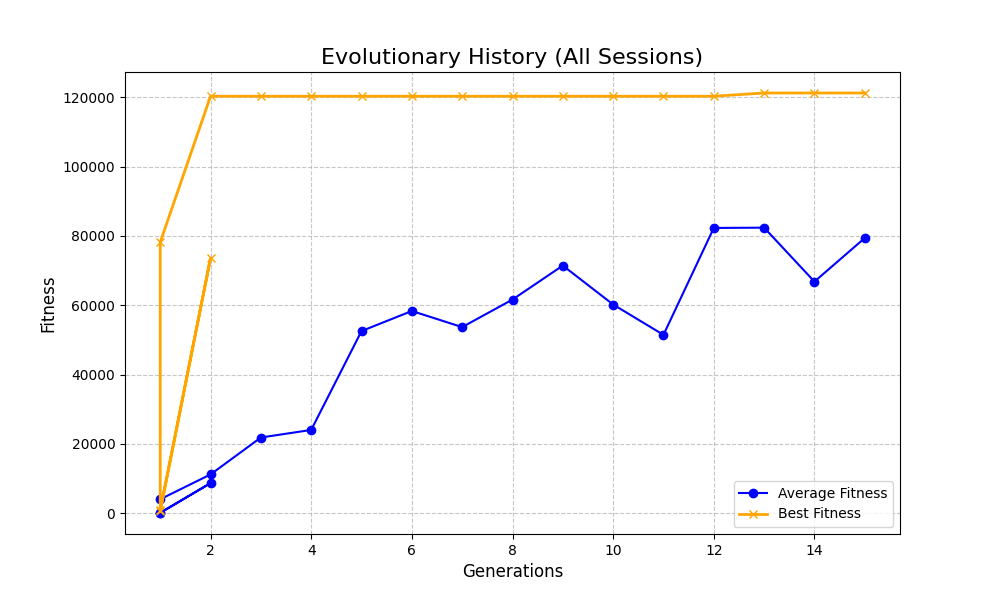 Evolutionary History (All Sessions)
120000
100000
80000
60000
40000
20000
0
Fitness
Average Fitness
Best Fitness
2 4 6 8 10 12 14
Generations